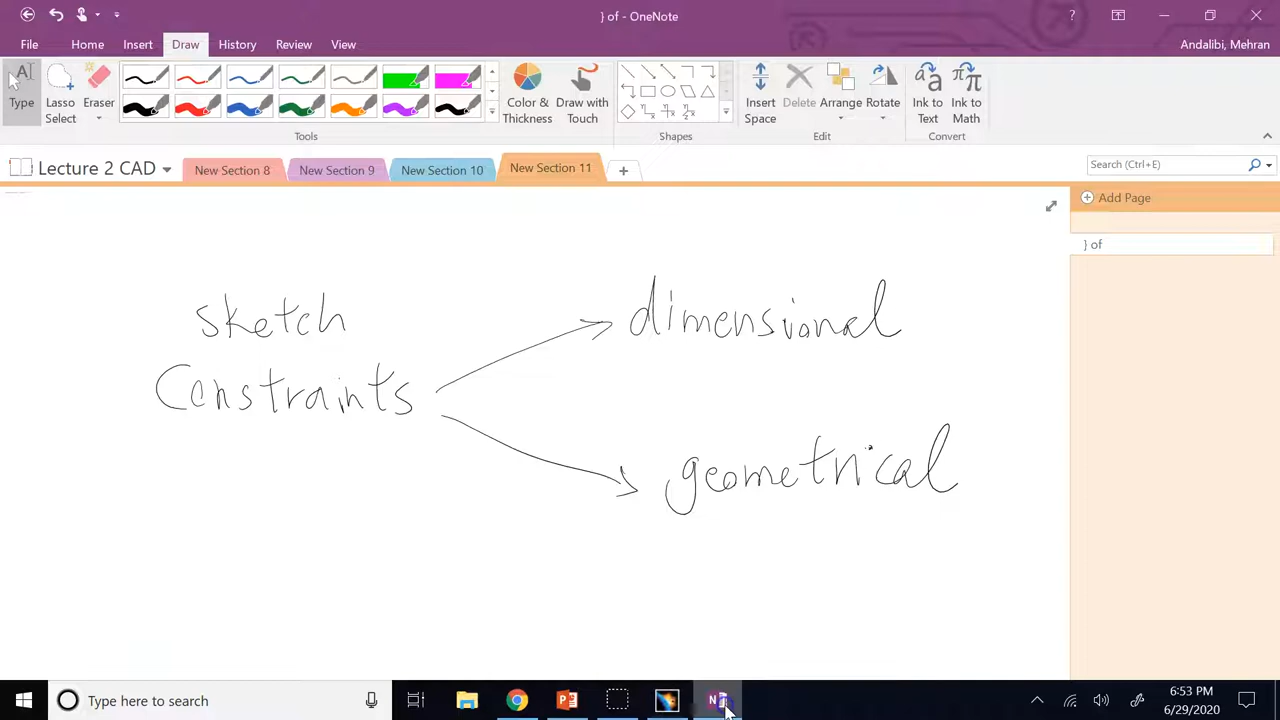 } of - OneNote
?
File
Home
Insert
Draw
History
Review
View
Andalibi, Mehran
Type
Lasso Select
Eraser
Color & Thickness
Draw with Touch
Insert Space
Delete
Arrange
Rotate
Ink to Text
Ink to Math
Tools
Shapes
Edit
Convert
Lecture 2 CAD
New Section 8
New Section 9
New Section 10
New Section 11
Search (Ctrl+E)
Add Page
} of
sketch
Constraints
dimensional
geometrical
Type here to search
6:53 PM
6/29/2020